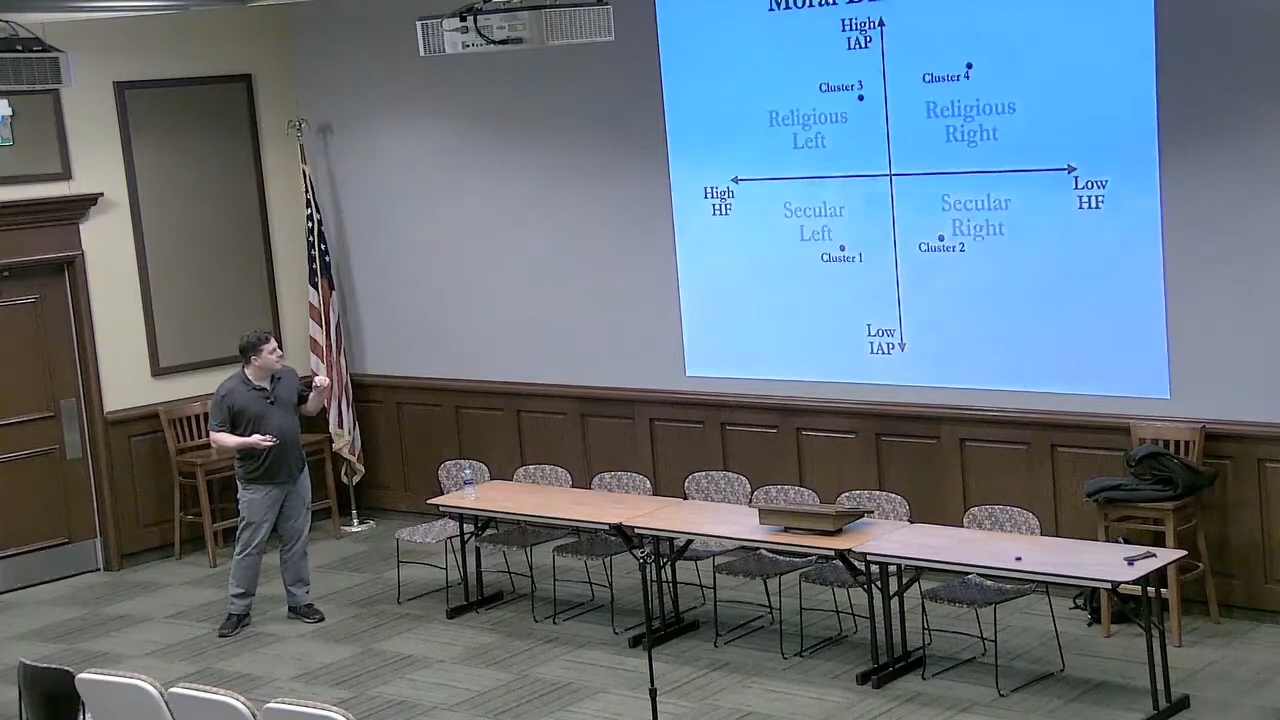 Moral
High
IAP
Cluster 3
Cluster 4
Religious
Left
Religious
Right
High
HF
Low
HF
Secular
Left
Secular
Right
Cluster 1
Cluster 2
Low
IAP